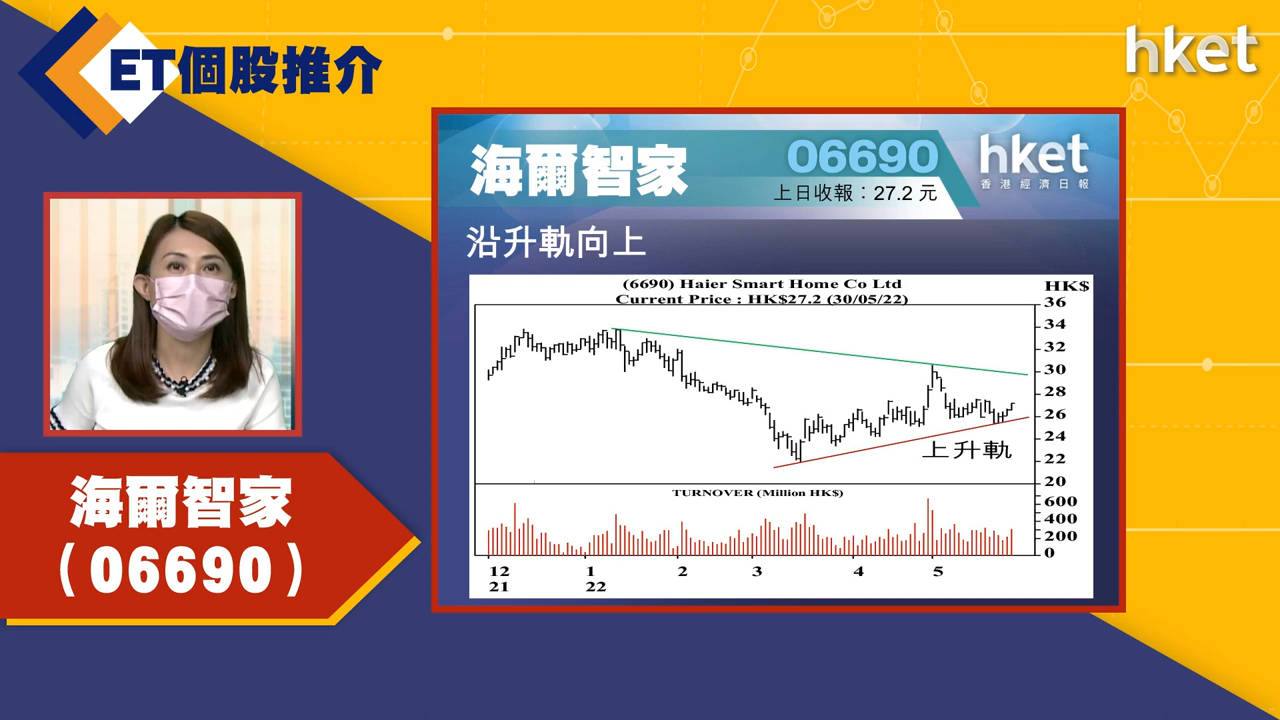 ET個股推介
hket
海爾智家
06690
上日收報：27.2 元
hket
香港經濟日報
沿升軌向上
(6690) Haier Smart Home Co Ltd
Current Price : HK$27.2 (30/05/22)
HK$
36
34
32
30
28
26
24
22
20
上升軌
TURNOVER (Million HK$)
600
400
200
0
12 1 2 3 4 5
21 22
海爾智家
（06690）